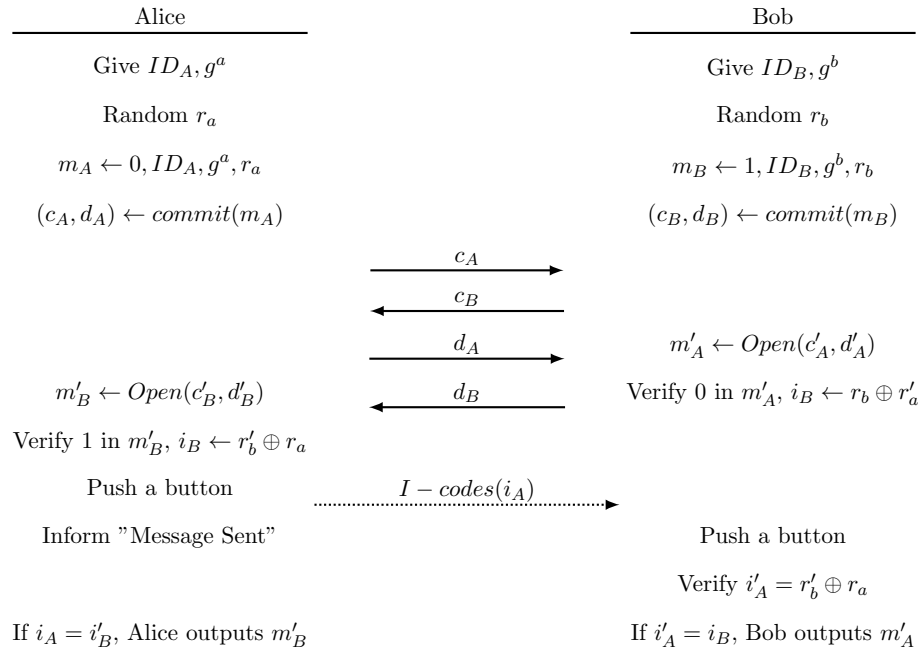 Alice Bob
Give ID_A, g^a Give ID_B, g^b
Random r_a Random r_b
m_A ← 0, ID_A, g^a, r_a m_B ← 1, ID_B, g^b, r_b
(c_A, d_A) ← commit(m_A) (c_B, d_B) ← commit(m_B)
c_A
c_B
d_A m'_A ← Open(c'_A, d'_A)
m'_B ← Open(c'_B, d'_B) d_B Verify 0 in m'_A, i_B ← r_b ⊕ r'_a
Verify 1 in m'_B, i_B ← r'_b ⊕ r_a
Push a button I − codes(i_A)
Inform ”Message Sent” Push a button
Verify i'_A = r'_b ⊕ r_a
If i_A = i'_B, Alice outputs m'_B If i'_A = i_B, Bob outputs m'_A